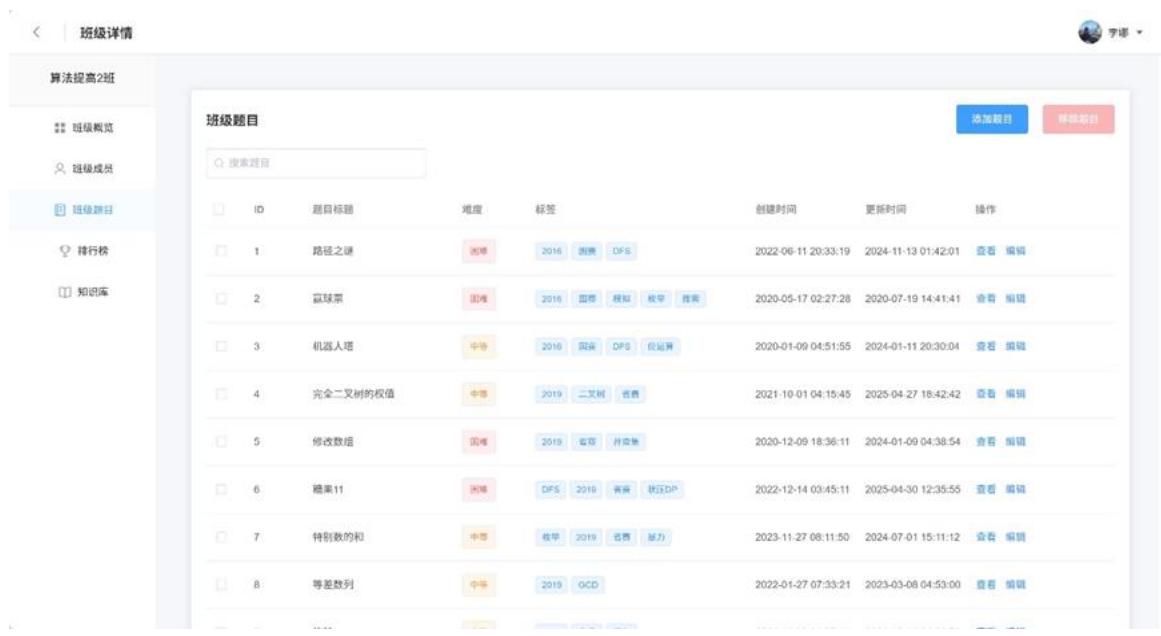 班级详情 李娜
算法提高2班
班级概览
班级成员
班级题目
排行榜
知识库
班级题目 添加题目 移除题目
搜索题目
ID 题目标题 难度 标签 创建时间 更新时间 操作
1 路径之谜 困难 2016 国赛 DFS 2022-06-11 20:33:19 2024-11-13 01:42:01 查看 编辑
2 赢球票 困难 2016 国赛 模拟 枚举 搜索 2020-05-17 02:27:28 2020-07-19 14:41:41 查看 编辑
3 机器人塔 中等 2016 国赛 DFS 位运算 2020-01-09 04:51:55 2024-01-11 20:30:04 查看 编辑
4 完全二叉树的权值 中等 2019 二叉树 省赛 2021-10-01 04:15:45 2025-04-27 18:42:42 查看 编辑
5 修改数组 困难 2019 省赛 并查集 2020-12-09 18:36:11 2024-01-09 04:38:54 查看 编辑
6 糖果11 困难 DFS 2019 省赛 状压DP 2022-12-14 03:45:11 2025-04-30 12:35:55 查看 编辑
7 特别数的和 中等 枚举 2019 省赛 暴力 2023-11-27 08:11:50 2024-07-01 15:11:12 查看 编辑
8 等差数列 中等 2019 GCD 2022-01-27 07:33:21 2023-03-08 04:53:00 查看 编辑